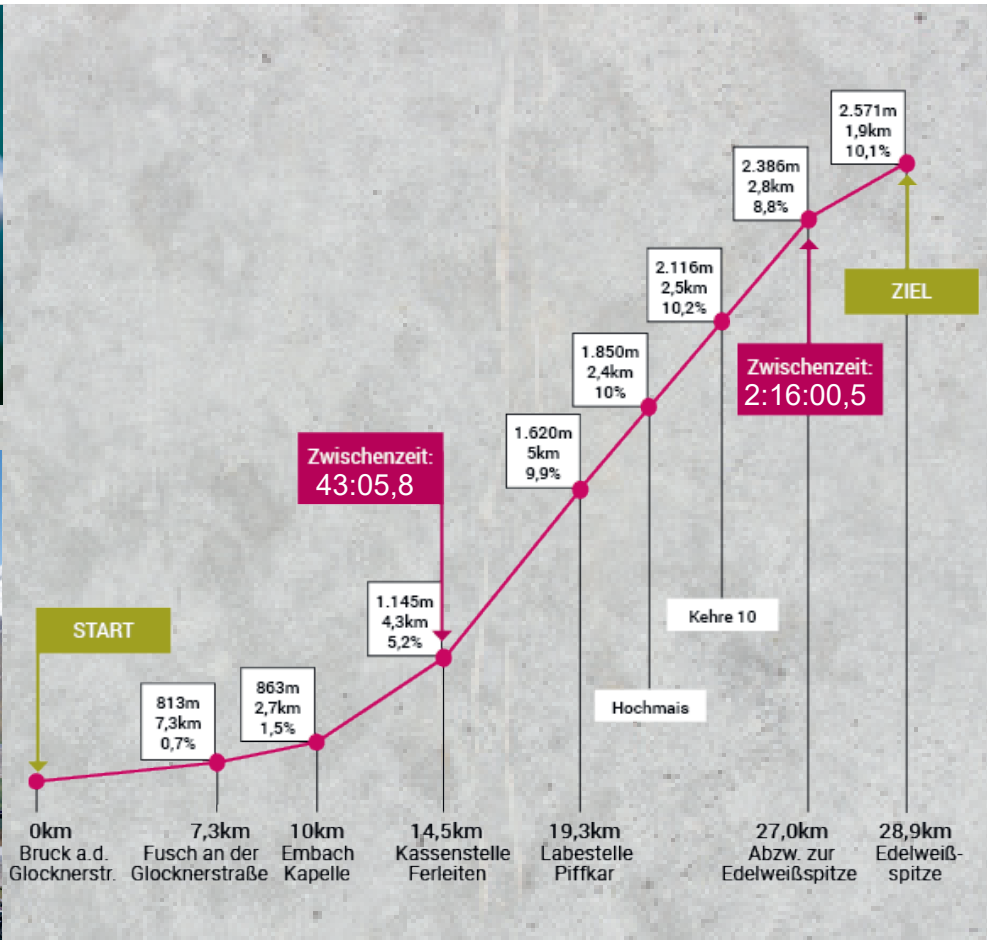 2.571m
1,9km
10,1%
2.386m
2,8km
8,8%
2.116m
2,5km
10,2%
ZIEL
1.850m
2,4km
10%
Zwischenzeit:
2:16:00,5
1.620m
5km
9,9%
Zwischenzeit:
43:05,8
1.145m
4,3km
5,2%
START
Kehre 10
863m
2,7km
1,5%
813m
7,3km
0,7%
Hochmais
0km
Bruck a.d.
Glocknerstr.
7,3km
Fusch an der
Glocknerstraße
10km
Embach
Kapelle
14,5km
Kassenstelle
Ferleiten
19,3km
Labestelle
Piffkar
27,0km
Abzw. zur
Edelweißspitze
28,9km
Edelweiß-
spitze